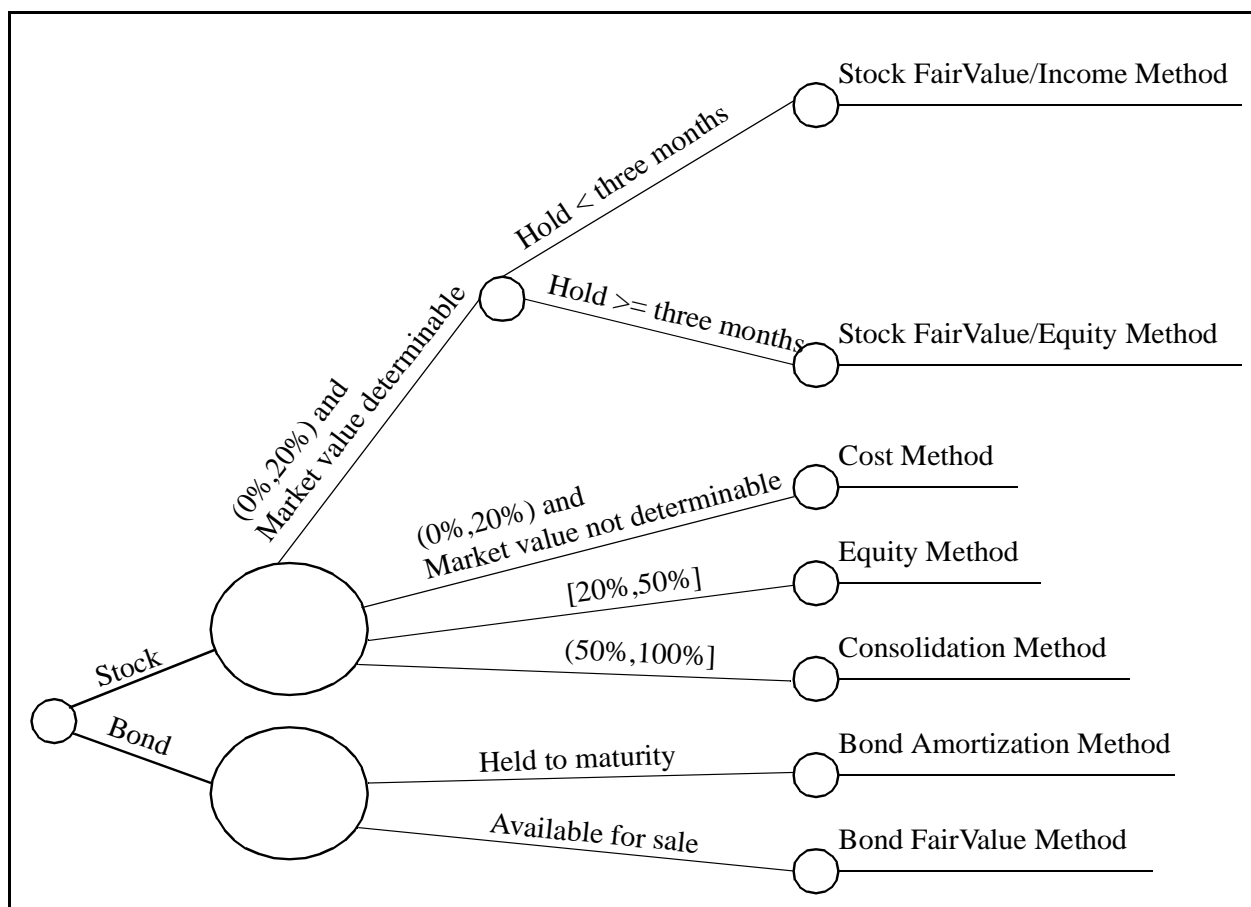 Stock FairValue/Income Method
Hold < three months
Hold >= three months
Stock FairValue/Equity Method
(0%,20%) and
Market value determinable
Cost Method
(0%,20%) and
Market value not determinable
Equity Method
[20%,50%]
Consolidation Method
(50%,100%]
Stock
Bond
Bond Amortization Method
Held to maturity
Bond FairValue Method
Available for sale